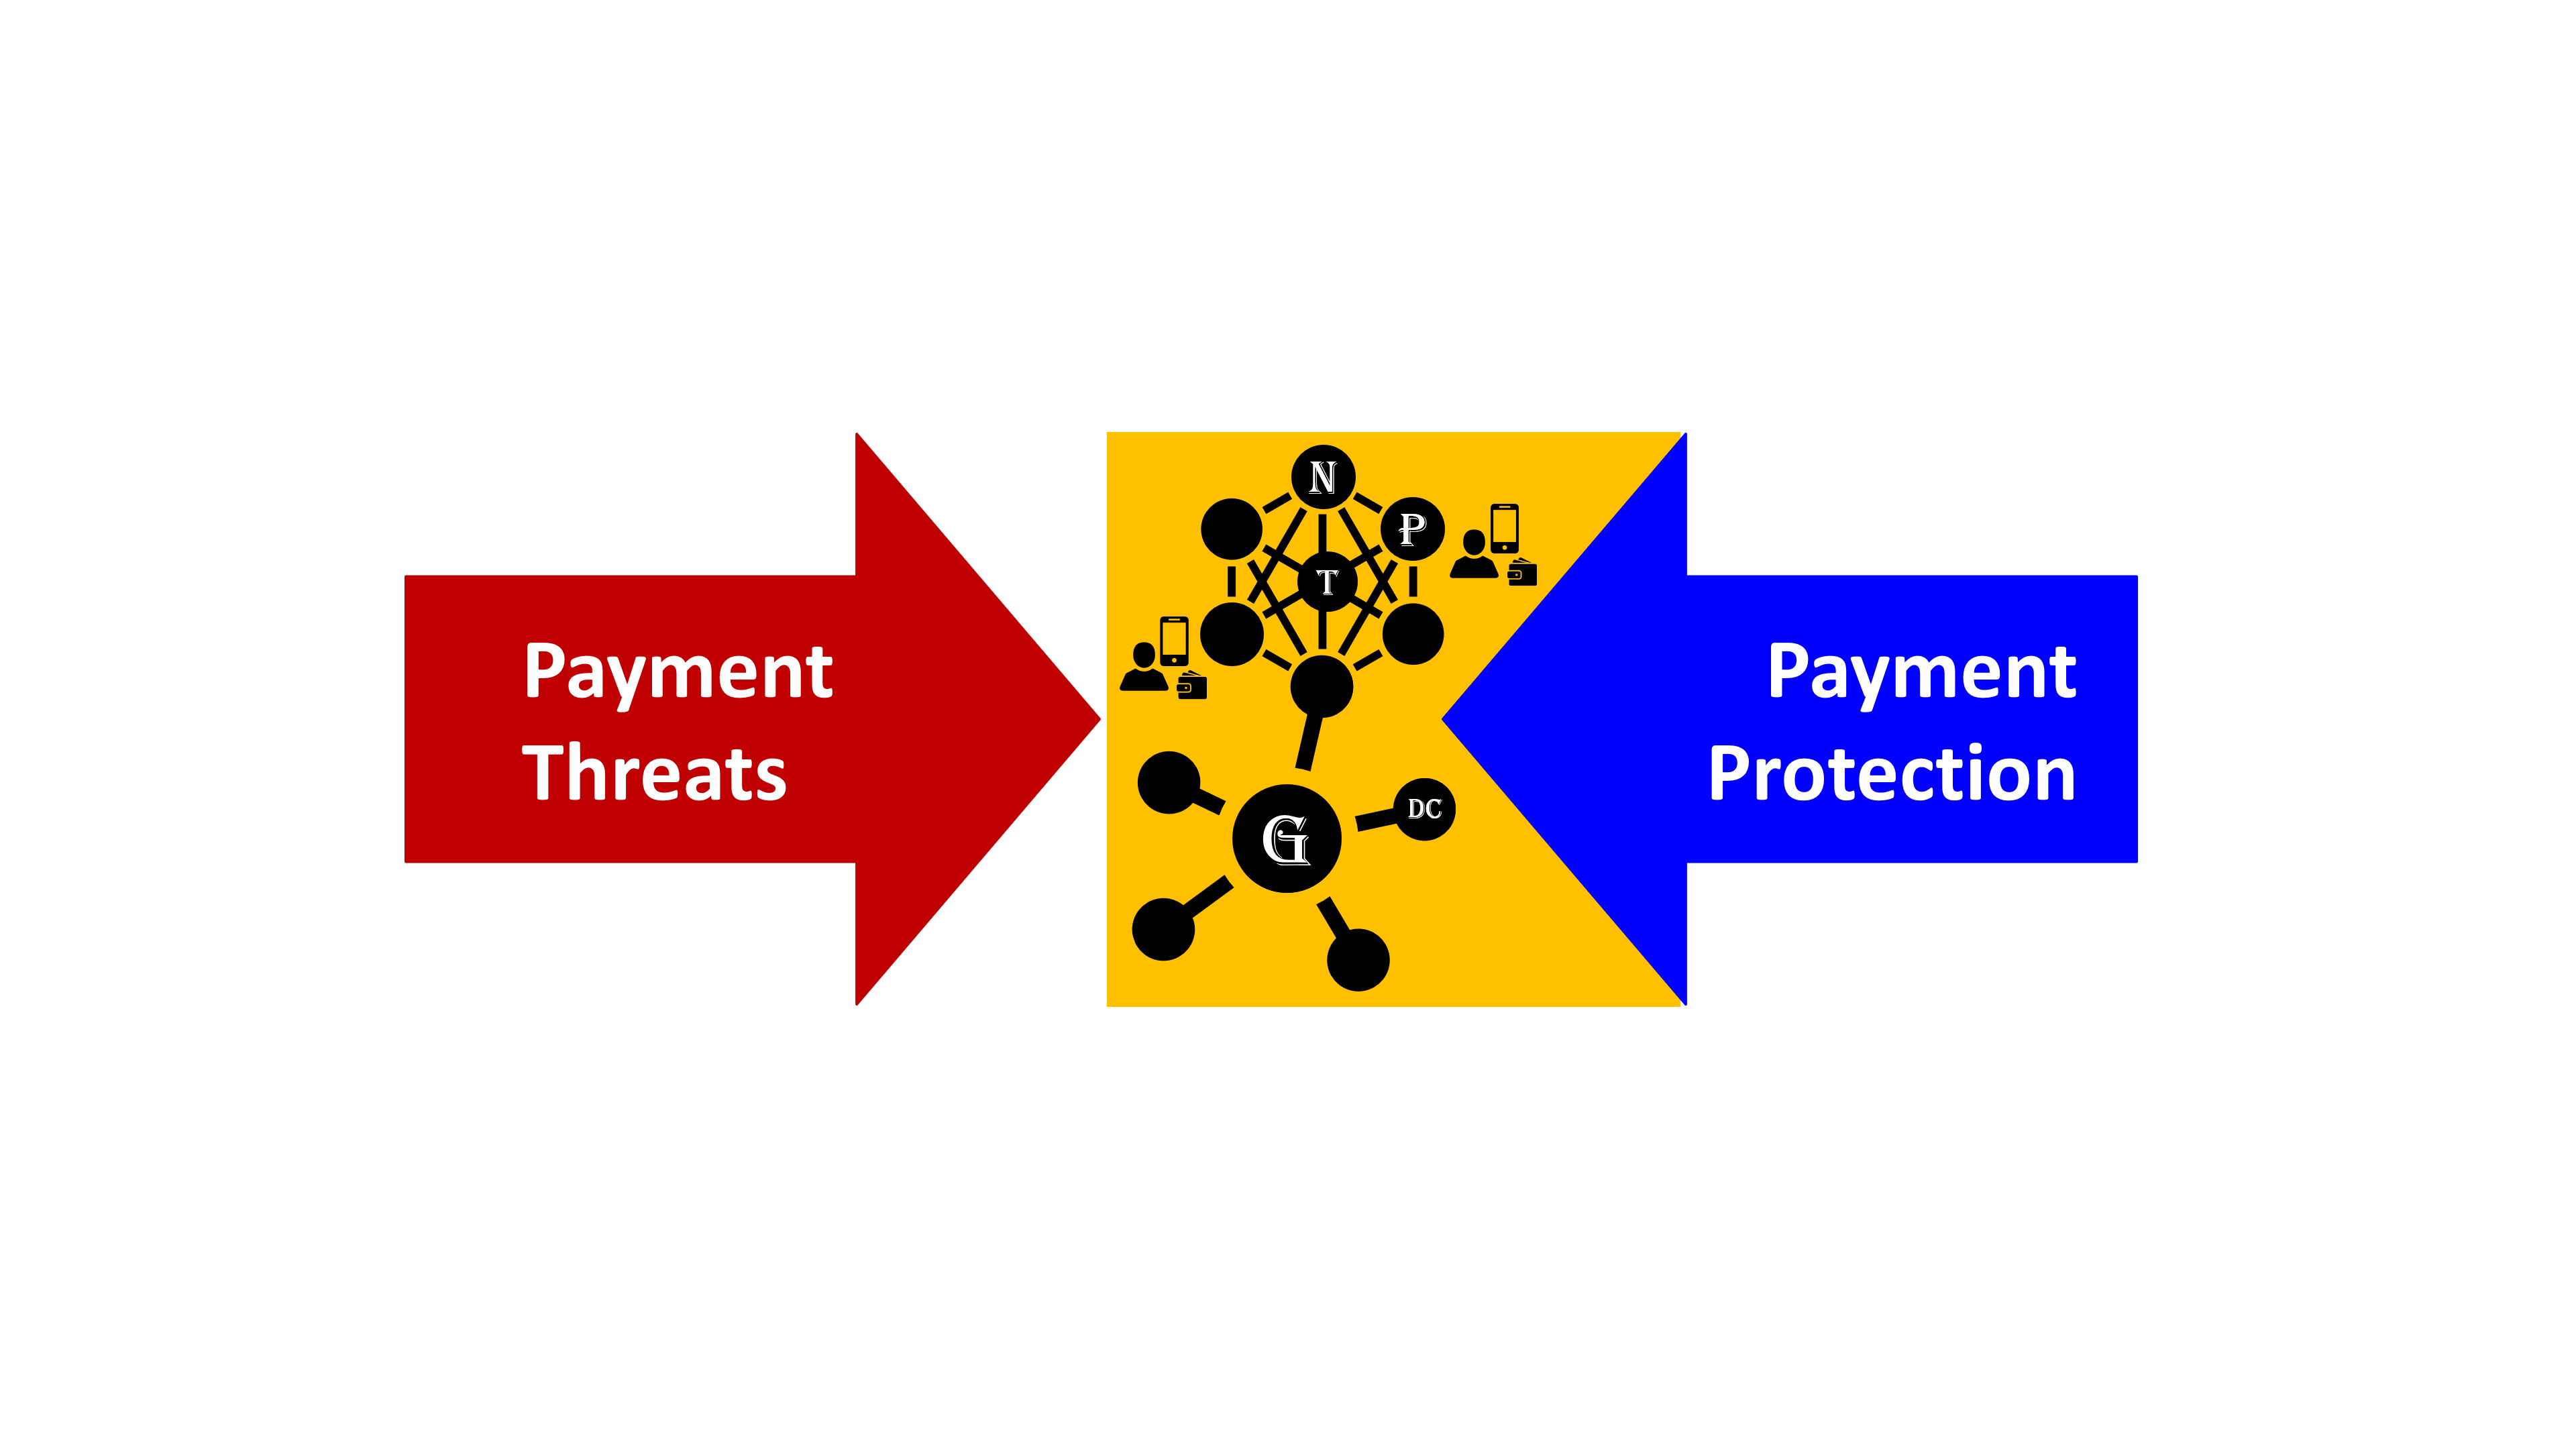 Payment
Threats
N
P
T
G
DC
Payment
Protection